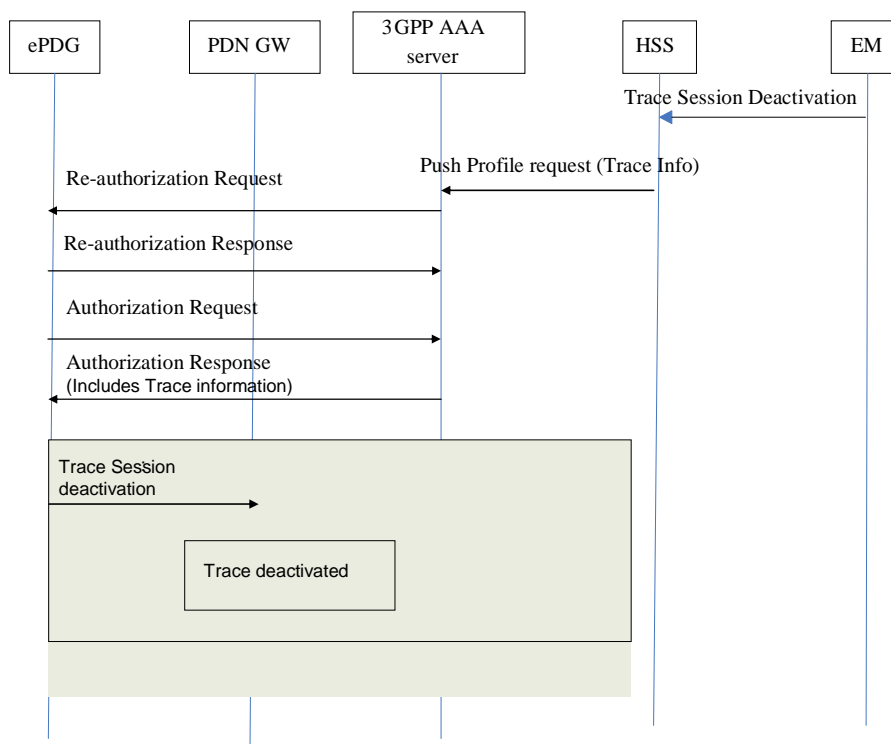 ePDG
PDN GW
3GPP AAA
server
HSS
EM
Trace Session Deactivation
Push Profile request (Trace Info)
Re-authorization Request
Re-authorization Response
Authorization Request
Authorization Response
(Includes Trace information)
Trace Session
deactivation
Trace deactivated